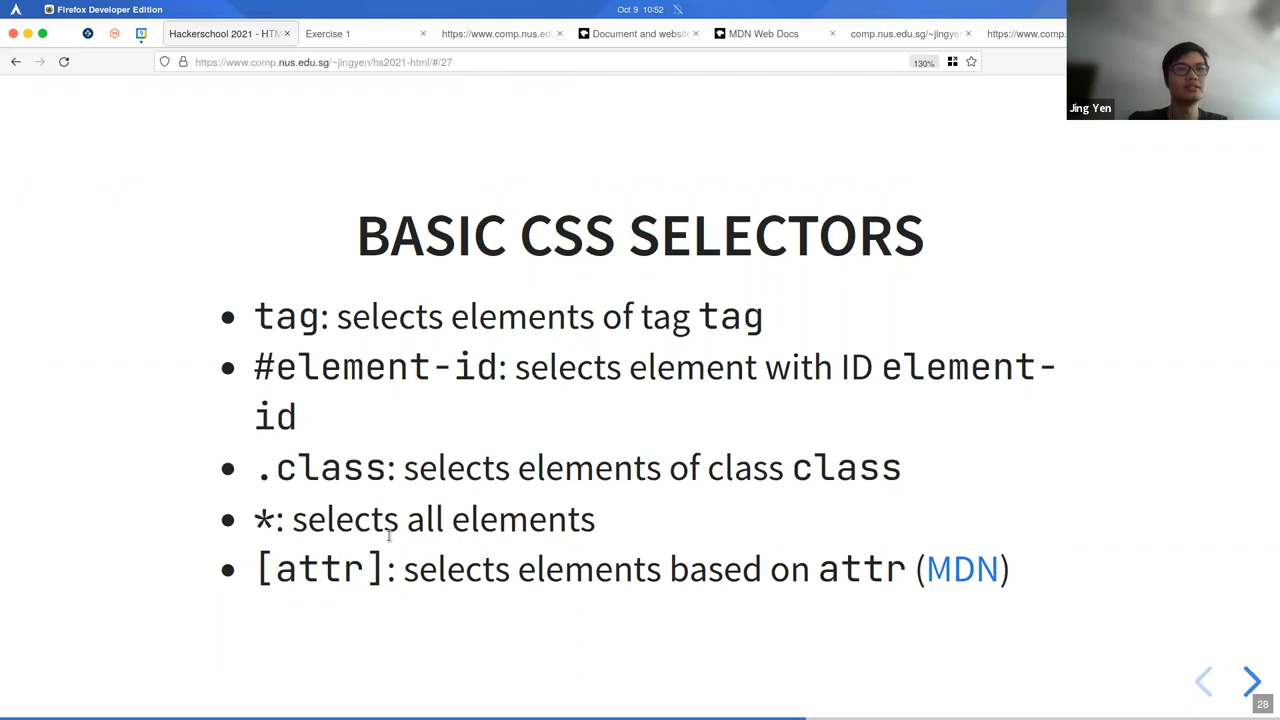 Firefox Developer Edition
Oct 9 10:52
Hackerschool 2021 - HTM
Exercise 1
https://www.comp.nus.edu
Document and website
MDN Web Docs
comp.nus.edu.sg/~jingye
https://www.comp.
https://www.comp.nus.edu.sg/~jingyen/hs2021-html/#/27
130%
Jing Yen
BASIC CSS SELECTORS
• tag: selects elements of tag tag
• #element-id: selects element with ID element-
id
• .class: selects elements of class class
• *: selects all elements
• [attr]: selects elements based on attr (MDN)
28